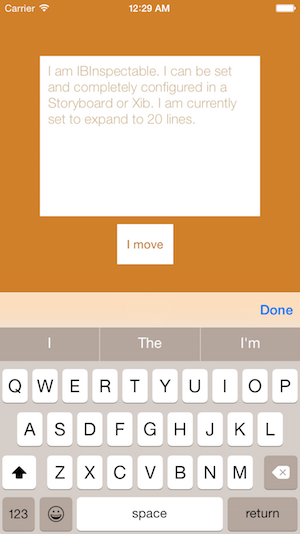 Carrier 12:29 AM
I am IBInspectable. I can be set
and completely configured in a
Storyboard or Xib. I am currently
set to expand to 20 lines.
I move
Done
I The I'm
Q W E R T Y U I O P
A S D F G H J K L
Z X C V B N M
123 space return